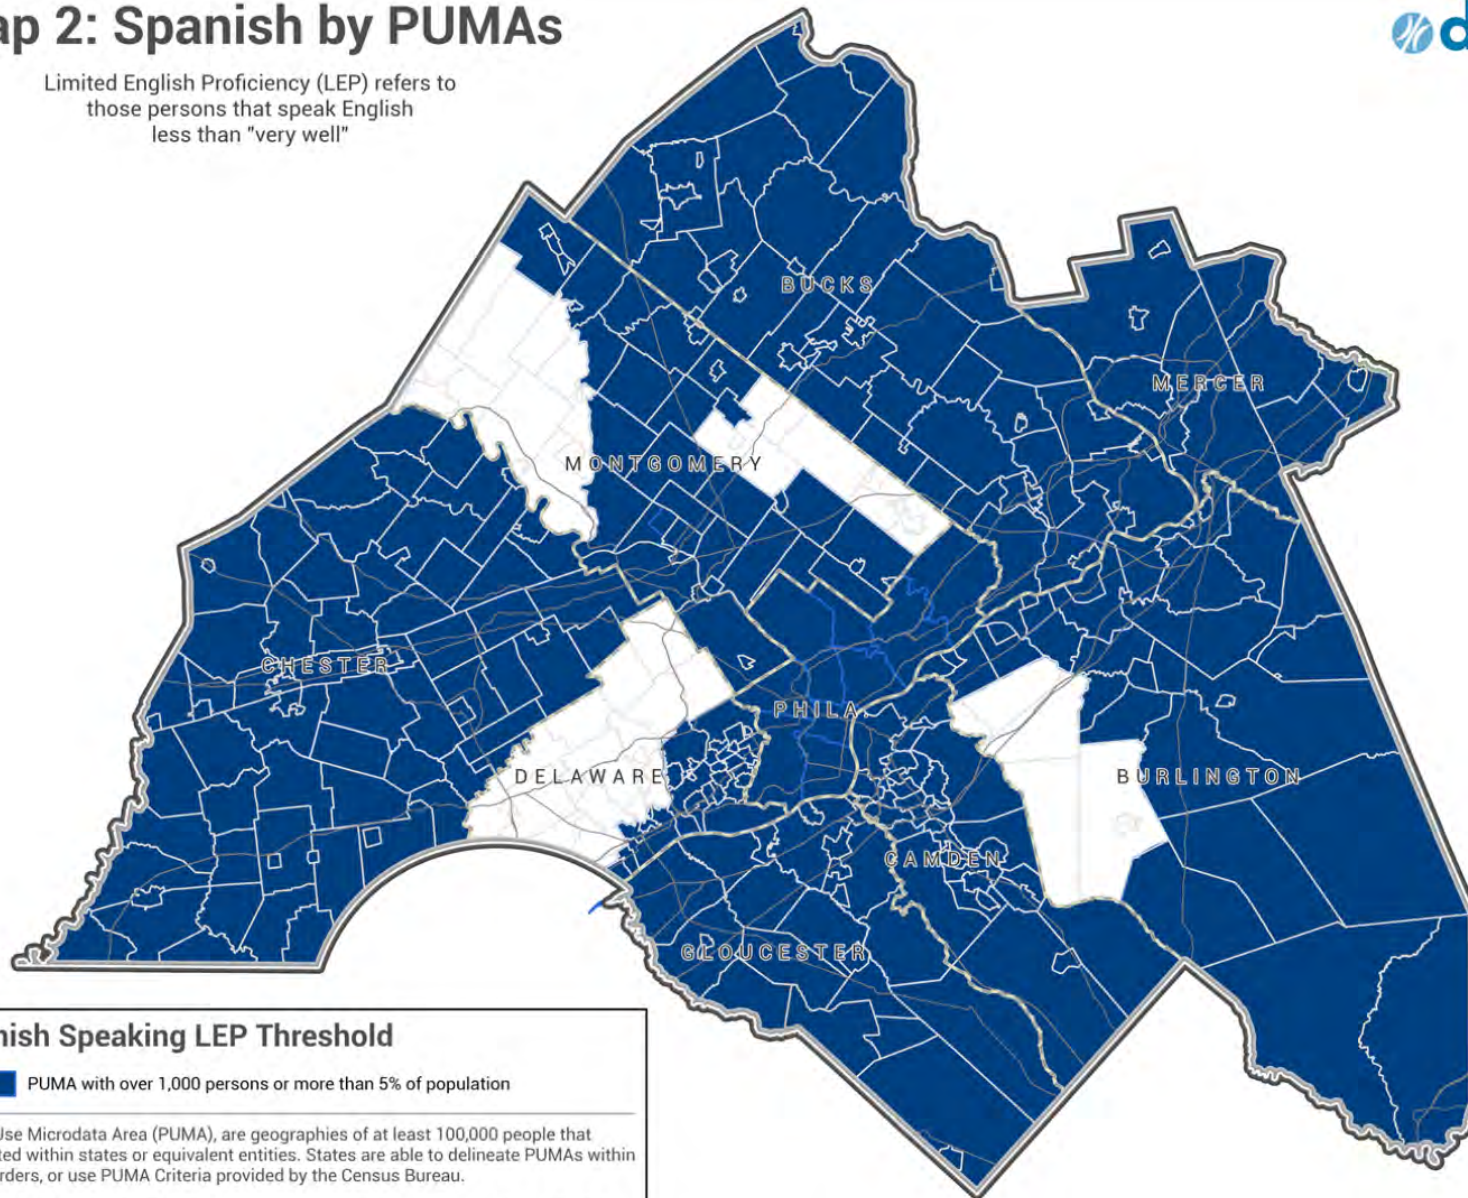 ap 2: Spanish by PUMAs
d
Limited English Proficiency (LEP) refers to
those persons that speak English
less than "very well"
BUCKS
MERCER
MONTGOMERY
CHESTER
PHILA.
DELAWARE
BURLINGTON
CAMDEN
GLOUCESTER
nish Speaking LEP Threshold
PUMA with over 1,000 persons or more than 5% of population
Use Microdata Area (PUMA), are geographies of at least 100,000 people that
ted within states or equivalent entities. States are able to delineate PUMAs within
rders, or use PUMA Criteria provided by the Census Bureau.